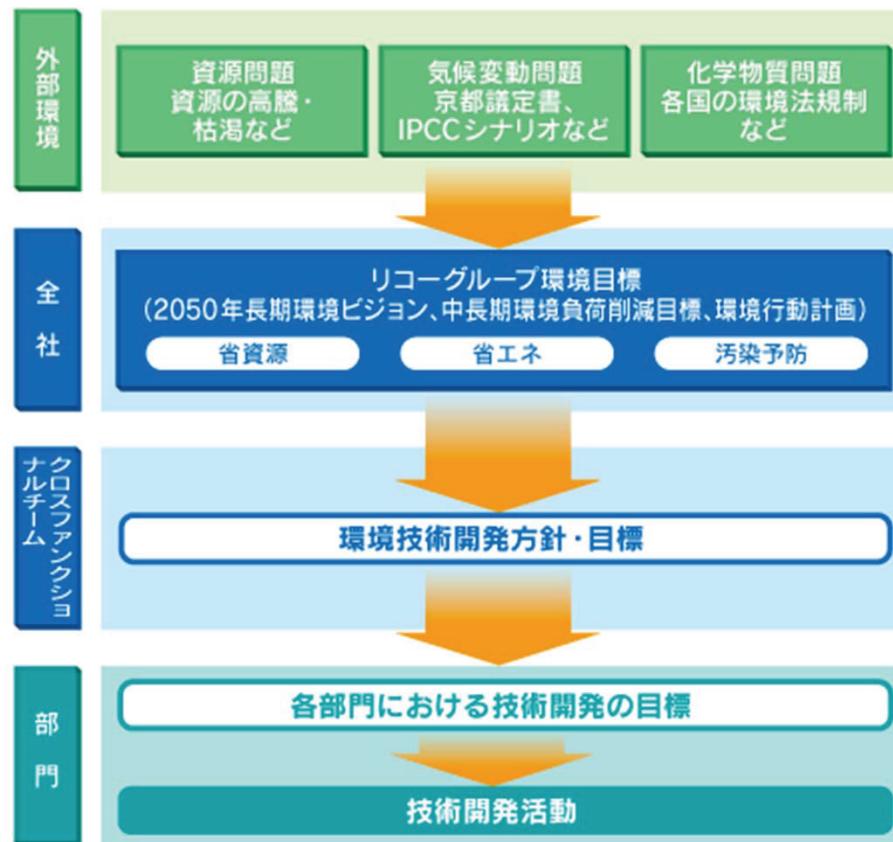 外部環境
資源問題
資源の高騰・
枯渇など
気候変動問題
京都議定書、
IPCCシナリオなど
化学物質問題
各国の環境法規制
など
全社
リコーグループ環境目標
(2050年長期環境ビジョン、中長期環境負荷削減目標、環境行動計画)
省資源
省エネ
汚染予防
クロスファンクショ
ナルチーム
環境技術開発方針・目標
部門
各部門における技術開発の目標
技術開発活動